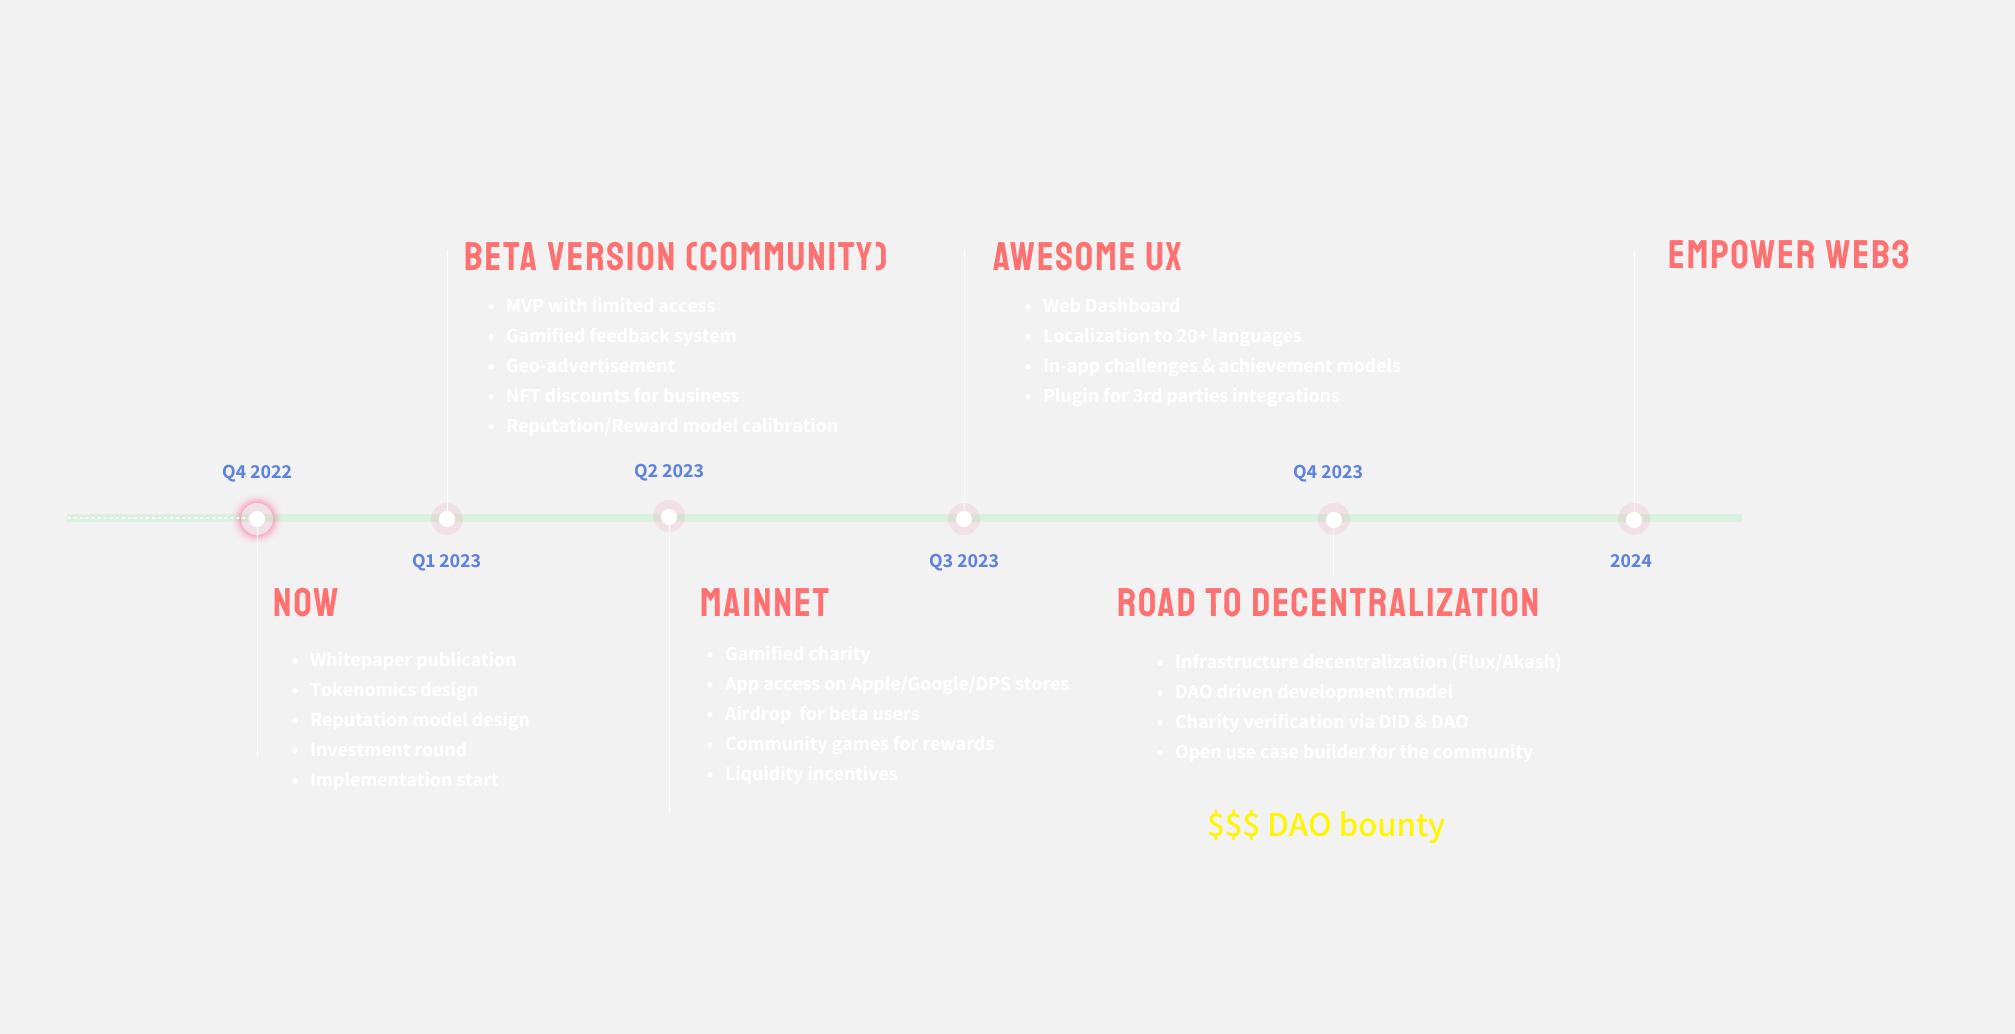 BETA VERSION (COMMUNITY)
• MVP with limited access
• Gamified feedback system
• Geo-advertisement
• NFT discounts for business
• Reputation/Reward model calibration
AWESOME UX
• Web Dashboard
• Localization to 20+ languages
• In-app challenges & achievement models
• Plugin for 3rd parties integrations
EMPOWER WEB3
Q4 2022
Q2 2023
Q4 2023
Q1 2023
Q3 2023
2024
NOW
• Whitepaper publication
• Tokenomics design
• Reputation model design
• Investment round
• Implementation start
MAINNET
• Gamified charity
• App access on Apple/Google/DPS stores
• Airdrop  for beta users
• Community games for rewards
• Liquidity incentives
ROAD TO DECENTRALIZATION
• Infrastructure decentralization (Flux/Akash)
• DAO driven development model
• Charity verification via DID & DAO
• Open use case builder for the community
$$$ DAO bounty